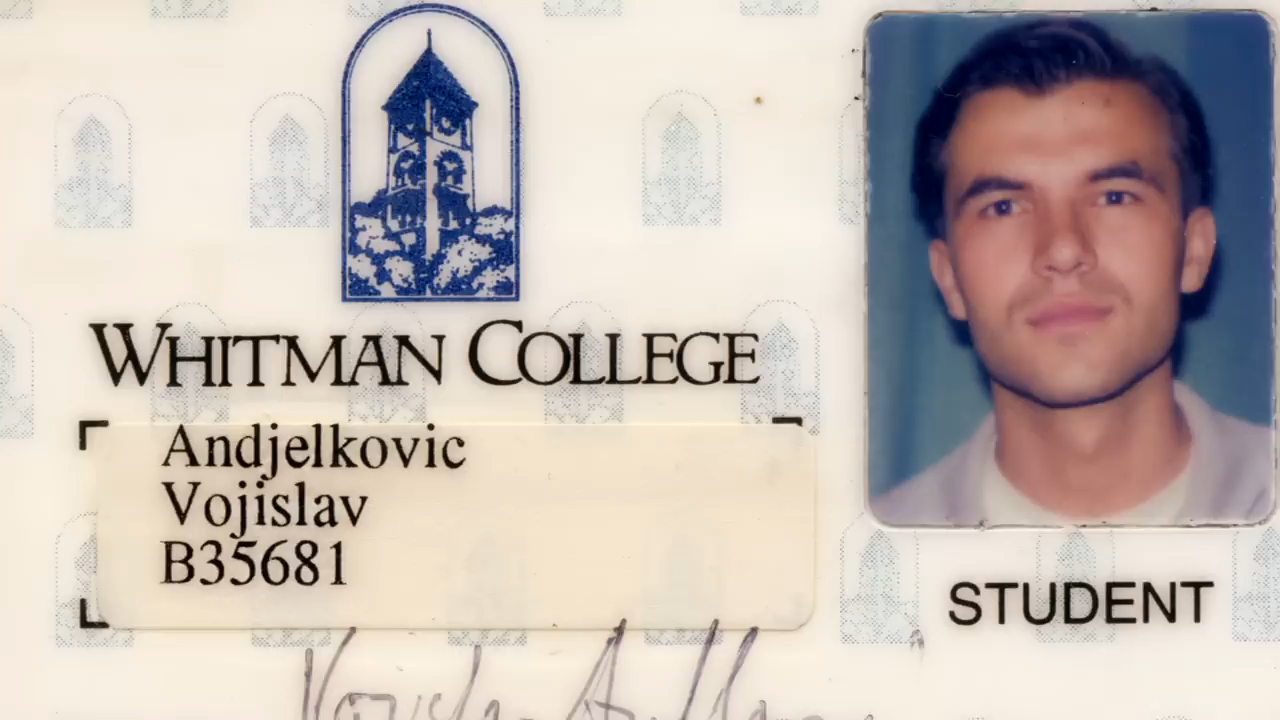 WHITMAN COLLEGE
Andjelkovic
Vojislav
B35681
STUDENT